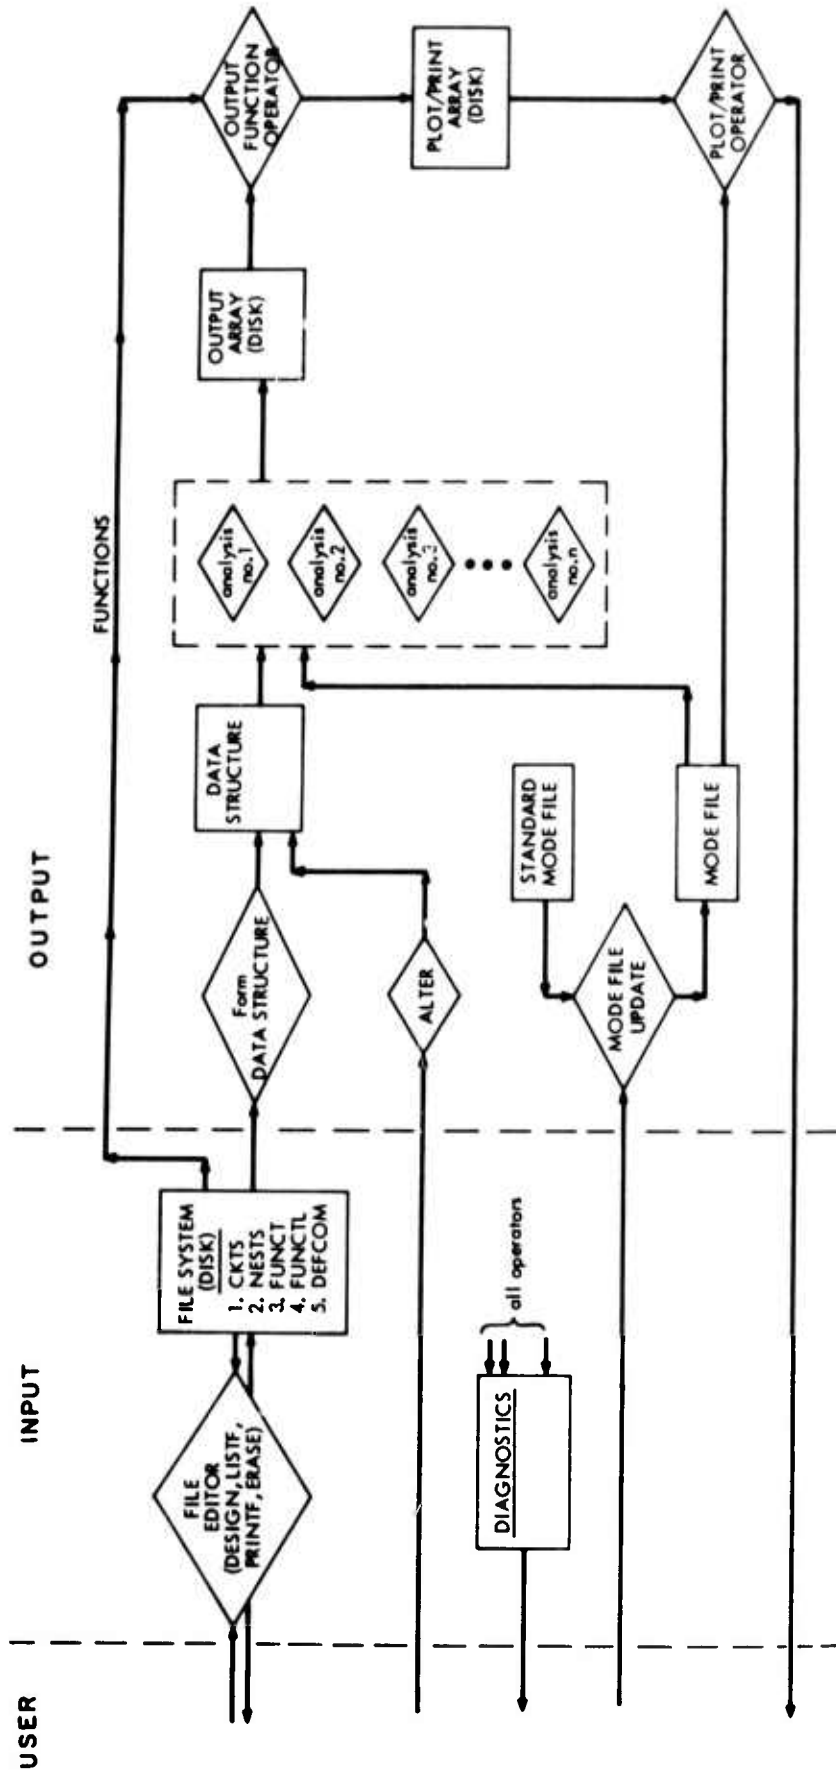 USER
INPUT
OUTPUT
FILE
EDITOR
(DESIGN, LISTF,
PRINTF, ERASE)
FILE SYSTEM
(DISK)
1. CKTS
2. NESTS
3. FUNCT
4. FUNCTL
5. DEFCOM
FUNCTIONS
Form
DATA STRUCTURE
DATA
STRUCTURE
analysis
no.1
analysis
no.2
analysis
no.3
analysis
no.n
OUTPUT
ARRAY
(DISK)
OUTPUT
FUNCTION
OPERATOR
PLOT/PRINT
ARRAY
(DISK)
PLOT/PRINT
OPERATOR
ALTER
STANDARD
MODE FILE
MODE FILE
UPDATE
MODE FILE
DIAGNOSTICS
all operators